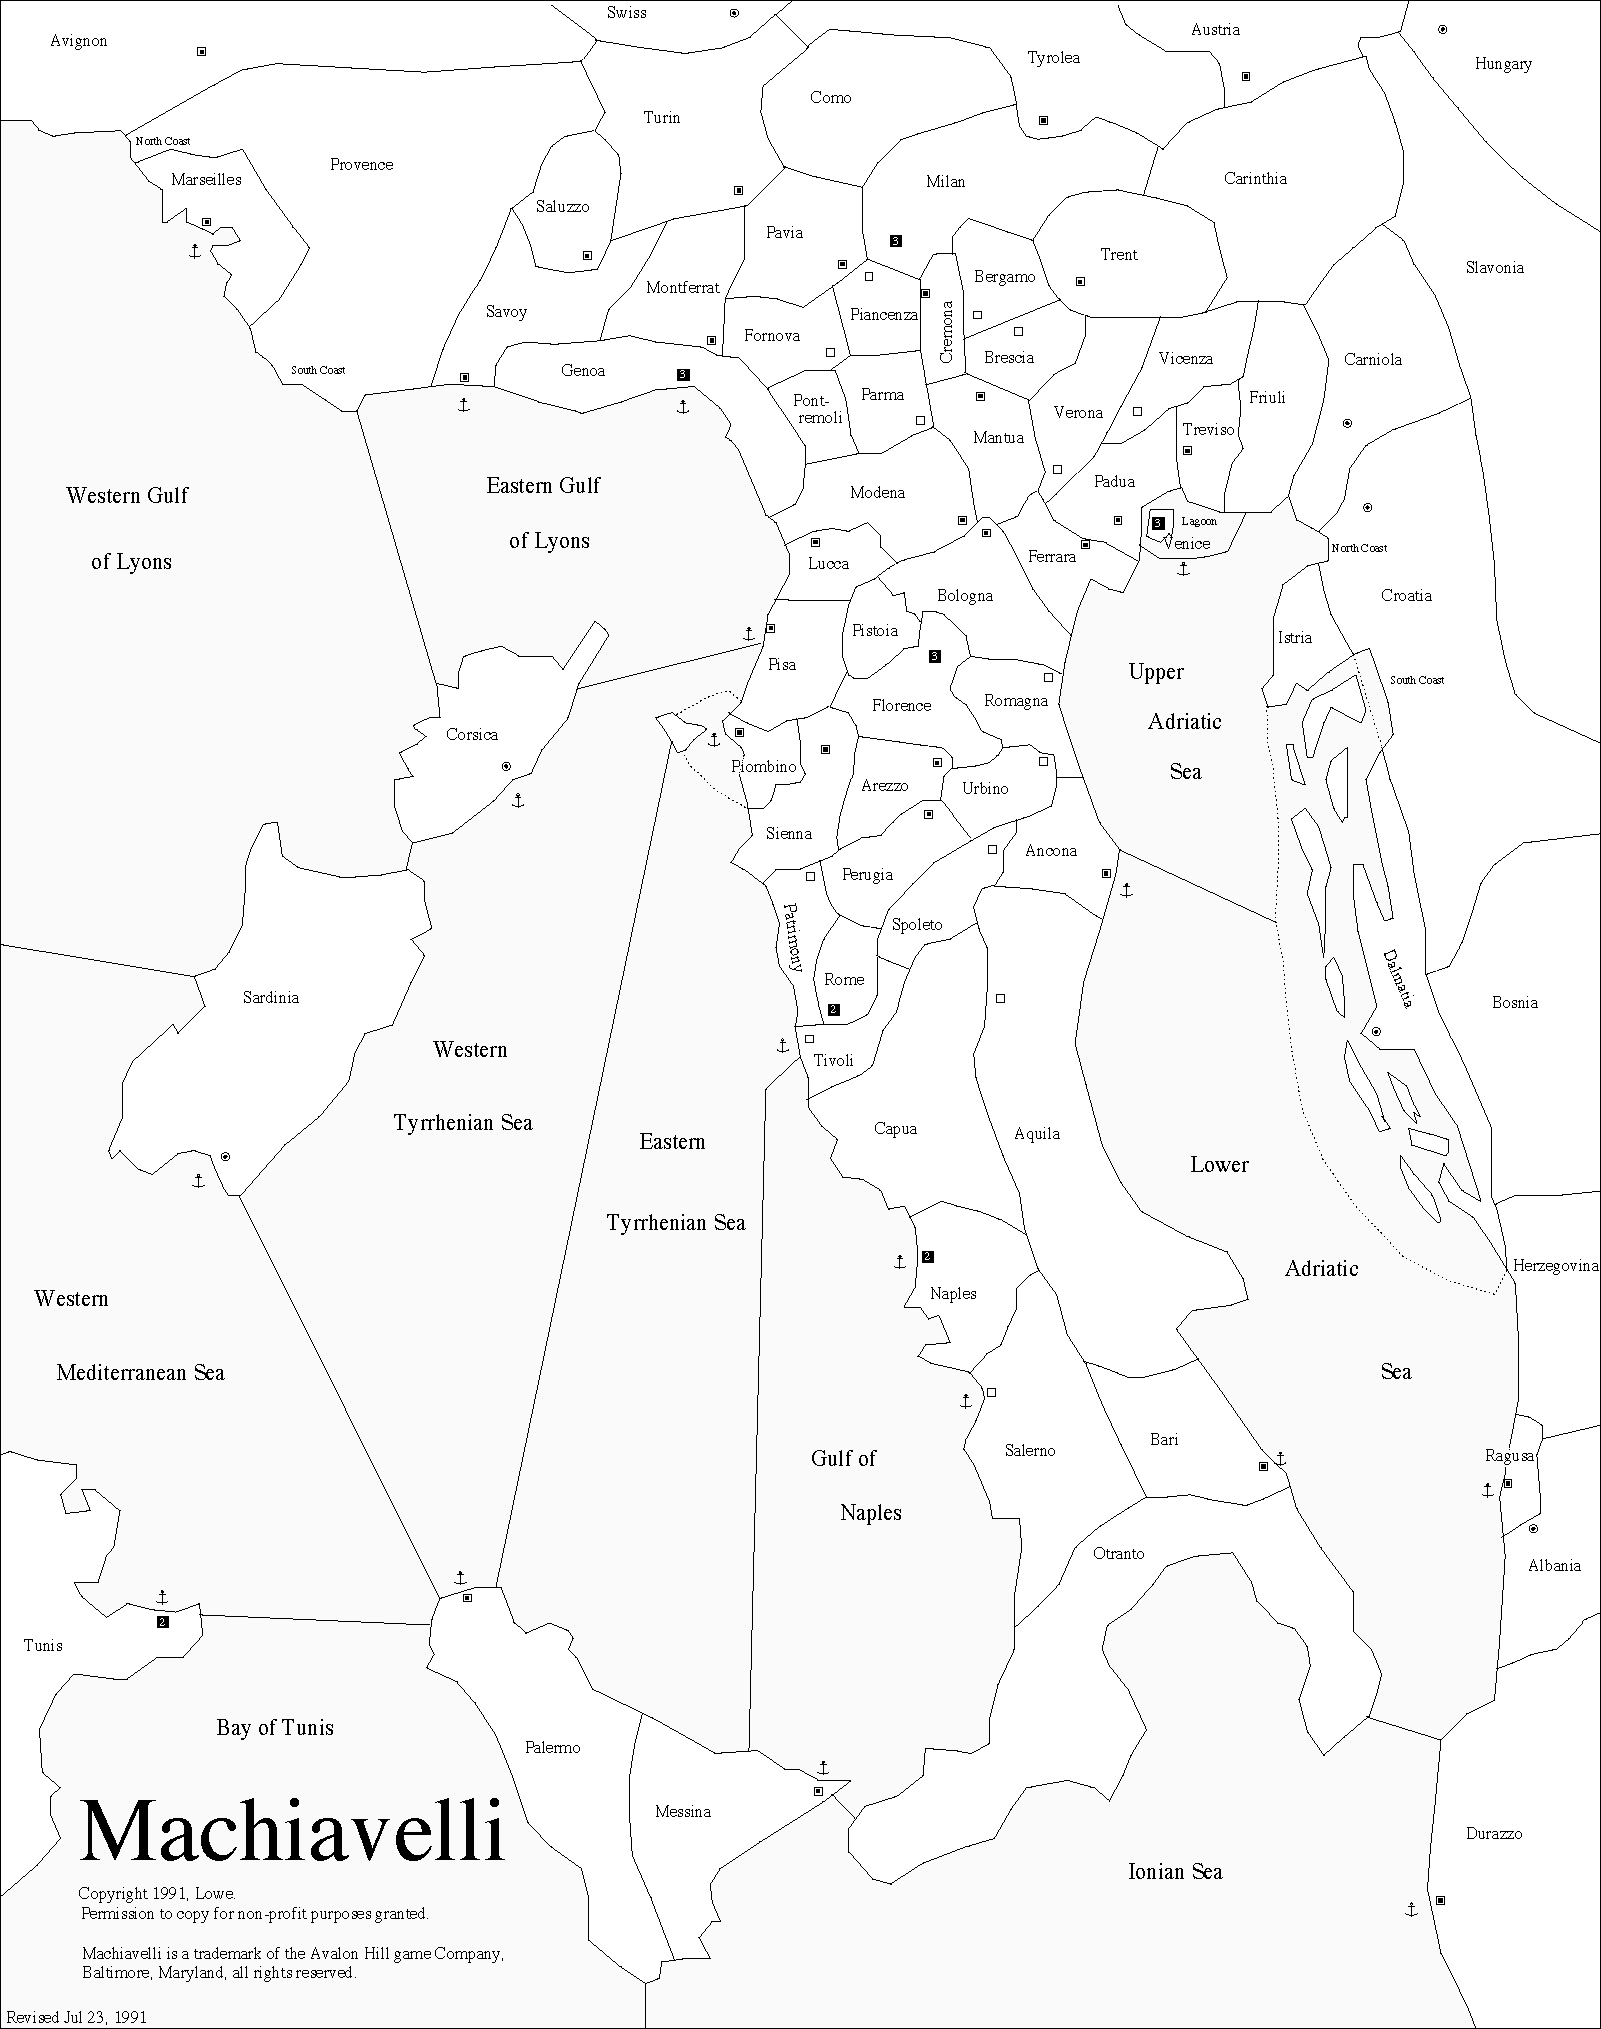 Swiss
Avignon
Austria
Tyrolea
Hungary
Como
Turin
North Coast
Provence
Marseilles
Milan
Carinthia
Saluzzo
Pavia
3
Trent
Slavonia
Bergamo
Montferrat
Savoy
Piancenza
Cremona
Fornova
Brescia
Vicenza
Carniola
South Coast
Genoa
3
Parma
Friuli
Pont-
remoli
Verona
Treviso
Mantua
Padua
Western Gulf
of Lyons
Eastern Gulf
of Lyons
Modena
3
Lagoon
Venice
North Coast
Lucca
Ferrara
Bologna
Croatia
Pistoia
Istria
3
Pisa
Upper
Adriatic
Sea
South Coast
Romagna
Florence
Corsica
Piombino
Arezzo
Urbino
Sienna
Ancona
Perugia
Patrimony
Spoleto
Rome
2
Dalmatia
Sardinia
Bosnia
Western
Tyrrhenian Sea
Tivoli
Eastern
Tyrrhenian Sea
Capua
Aquila
Lower
Adriatic
Sea
2
Naples
Herzegovina
Western
Mediterranean Sea
Salerno
Bari
Ragusa
Gulf of
Naples
Otranto
Albania
2
Tunis
Bay of Tunis
Palermo
Messina
Durazzo
Ionian Sea
Machiavelli
Copyright 1991, Lowe.
Permission to copy for non-profit purposes granted.
Machiavelli is a trademark of the Avalon Hill game Company,
Baltimore, Maryland, all rights reserved.
Revised Jul 23, 1991